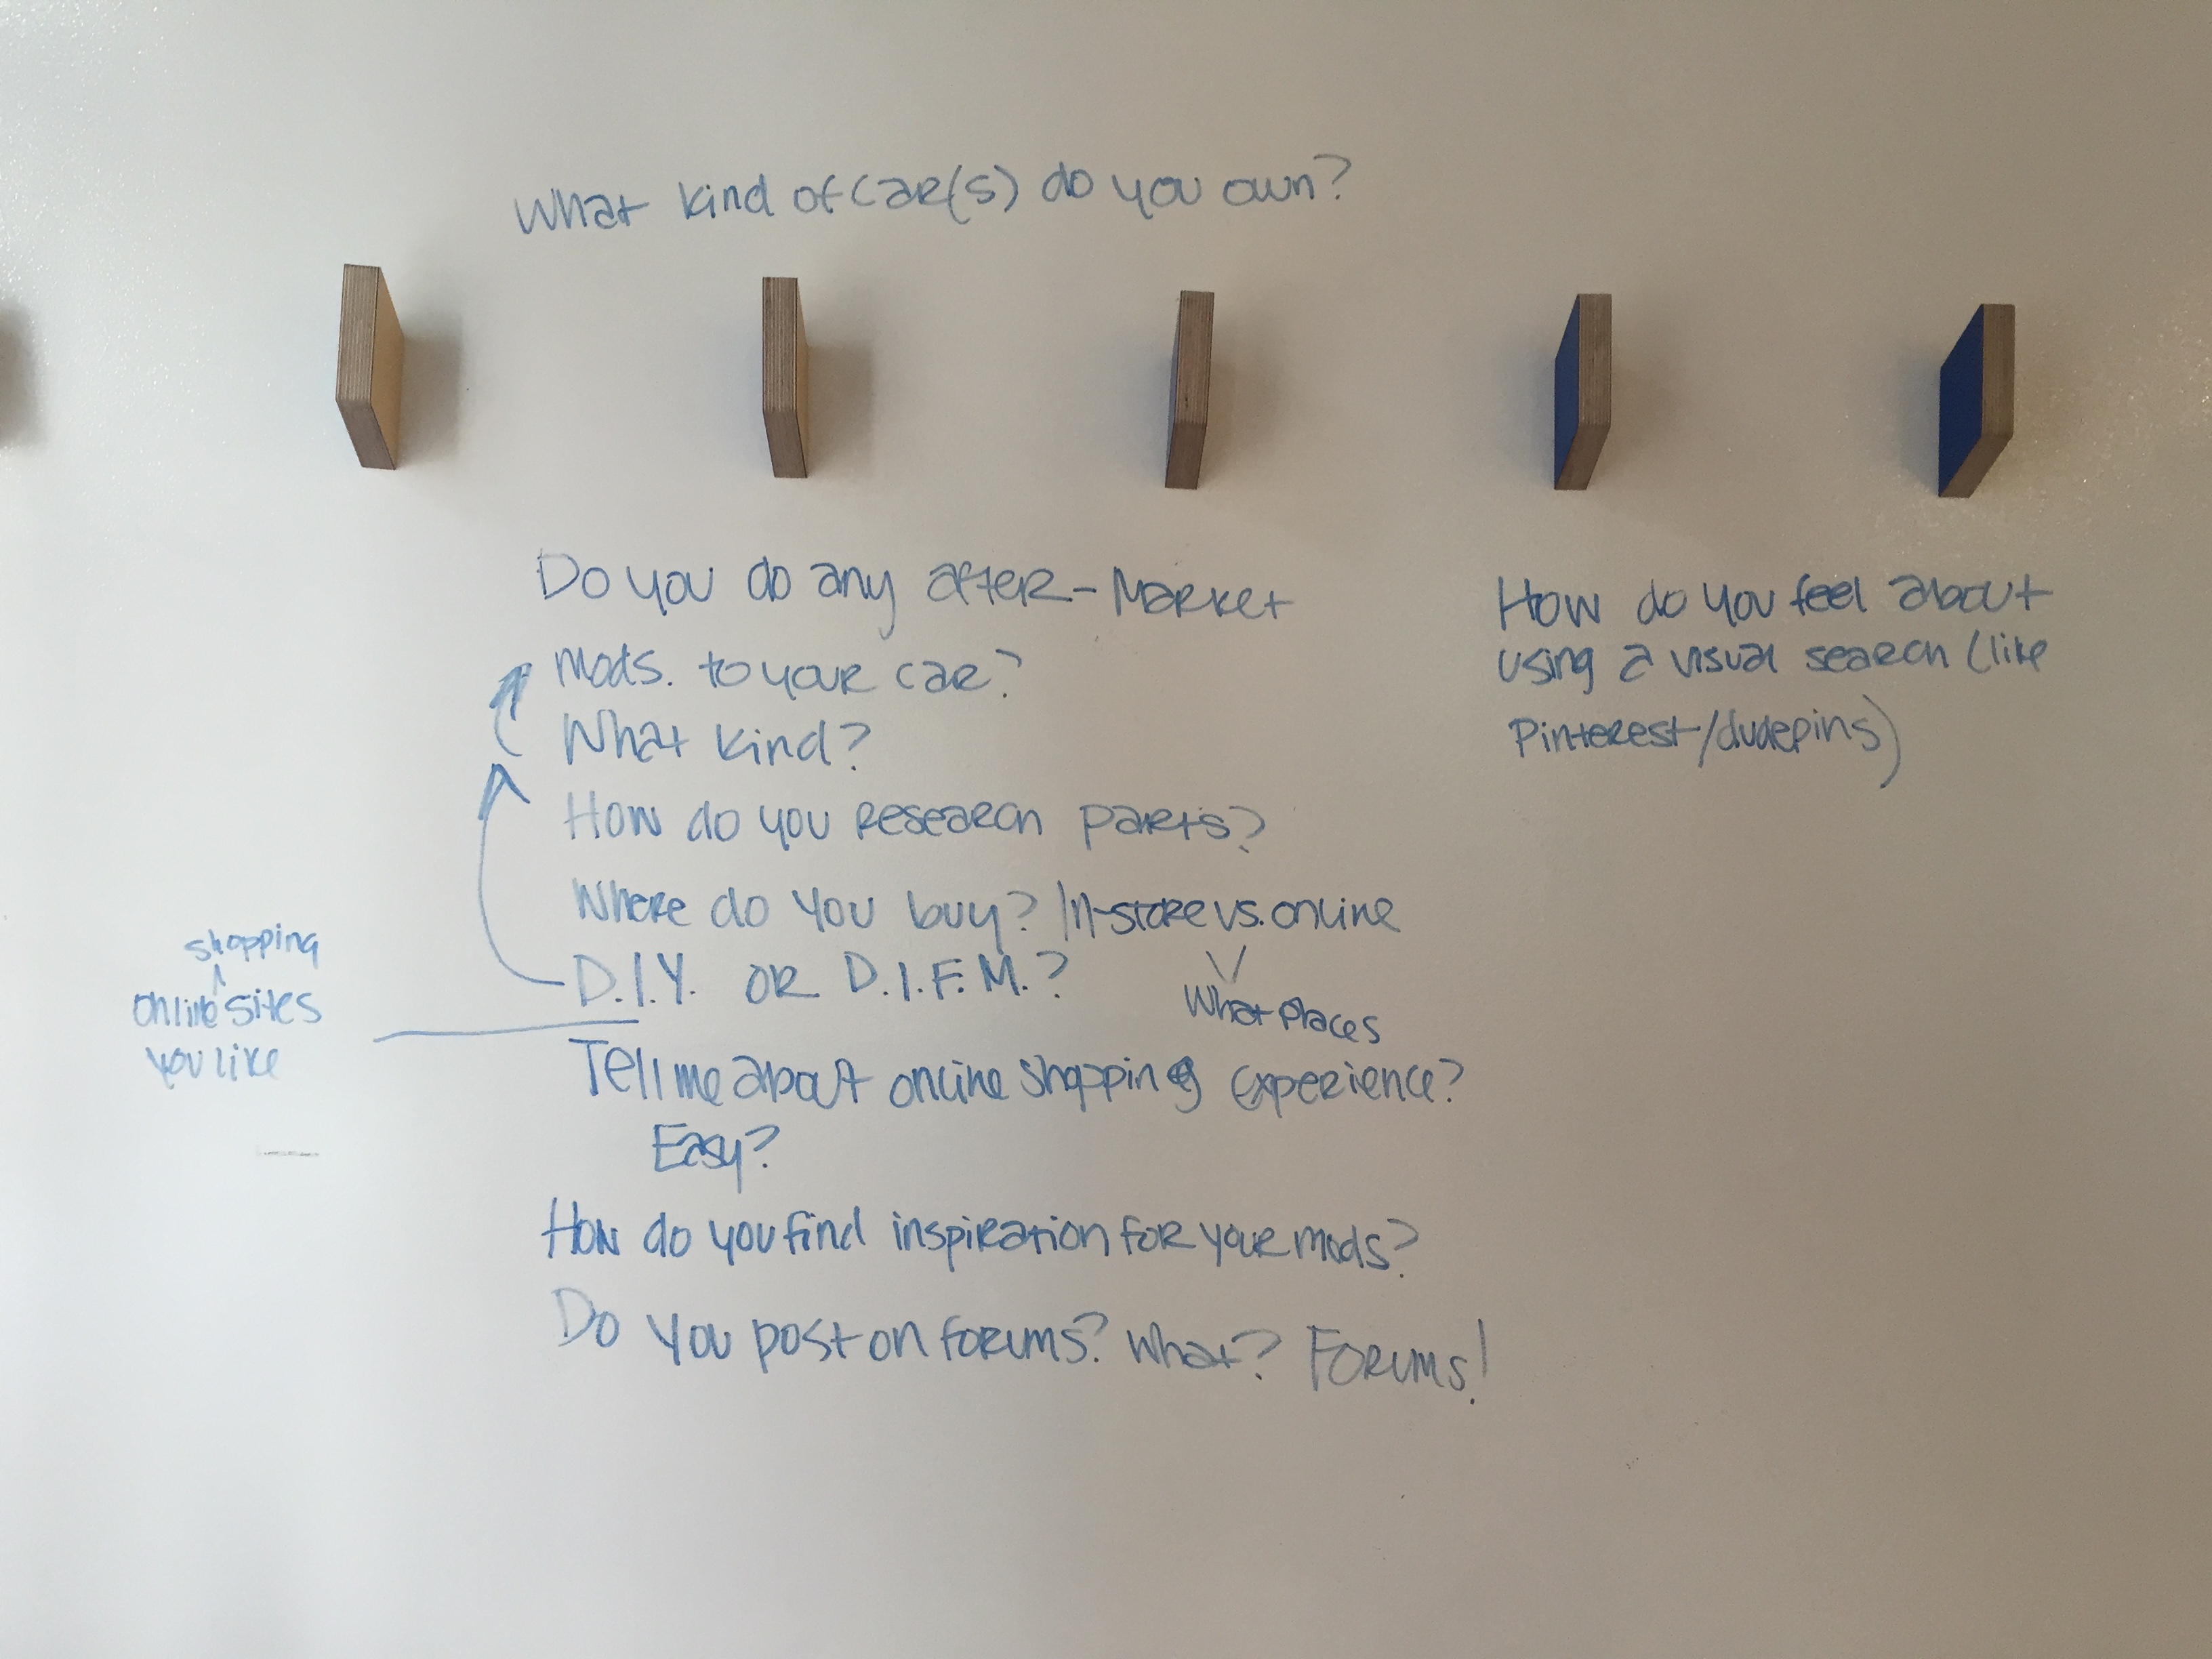 What kind of car(s) do you own?
Do you do any after-market
mods. to your car?
What kind?
How do you research parts?
Where do you buy? In-store vs. online
What places
D.I.Y. or D.I.F.M.?
shopping
online sites
you like
Tell me about online shopping experience?
Easy?
How do you find inspiration for your mods?
Do you post on forums? What? Forums!
How do you feel about
using a visual search (like
Pinterest/dudepins)